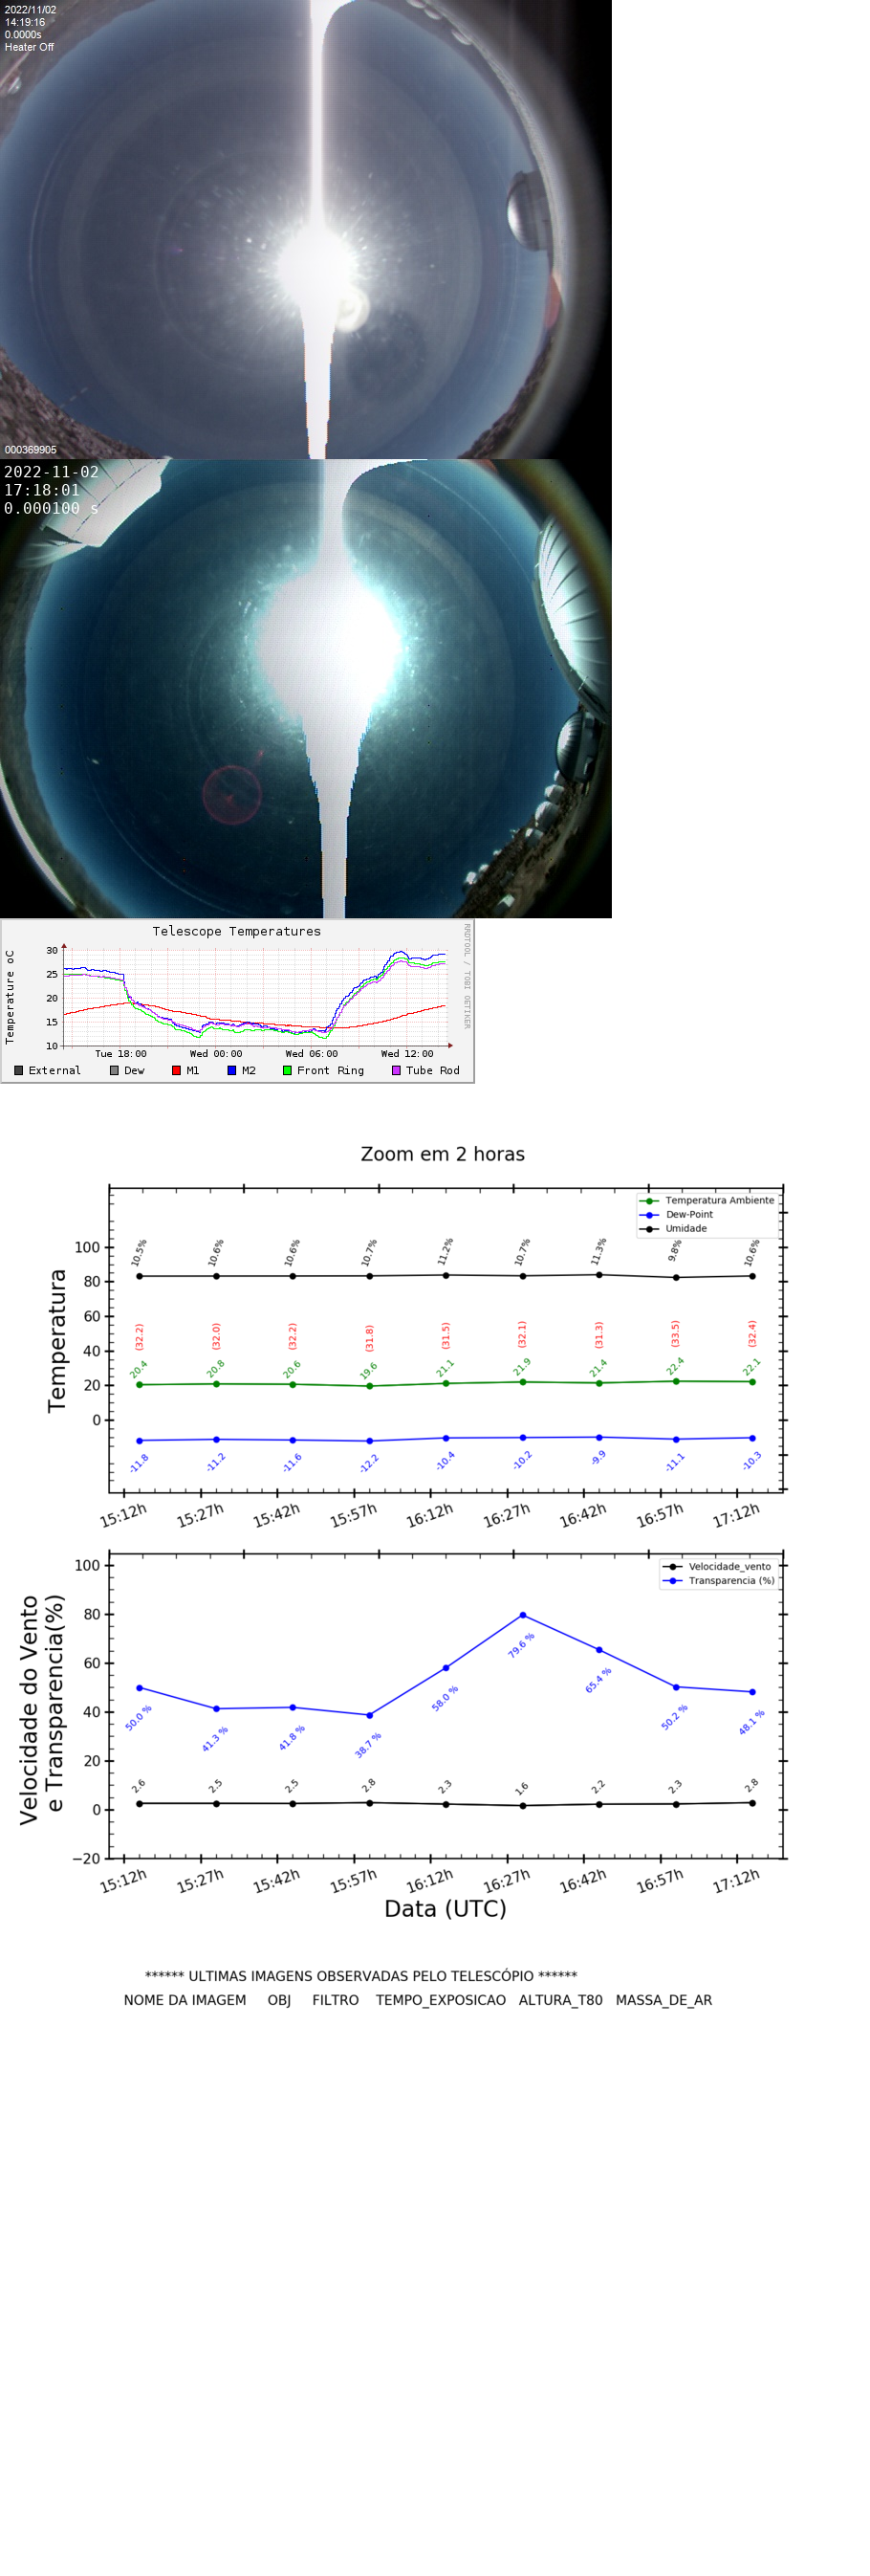 2022/11/02
14:19:16
0.0000s
Heater Off
000369905
2022-11-02
17:18:01
0.000100 s
Telescope Temperatures
RRDTOOL / TOBI OETIKER
Temperature oC
30
25
20
15
10
Tue 18:00 Wed 00:00 Wed 06:00 Wed 12:00
External Dew M1 M2 Front Ring Tube Rod
Zoom em 2 horas
Temperatura Ambiente
Dew-Point
Umidade
Temperatura
100
80
60
40
20
0
10.5% 10.6% 10.6% 10.7% 11.2% 10.7% 11.3% 9.8% 10.6%
(32.2) (32.0) (32.2) (31.8) (31.5) (32.1) (31.3) (33.5) (32.4)
20.4 20.8 20.6 19.6 21.1 21.9 21.4 22.4 22.1
-11.8 -11.2 -11.6 -12.2 -10.4 -10.2 -9.9 -11.1 -10.3
15:12h 15:27h 15:42h 15:57h 16:12h 16:27h 16:42h 16:57h 17:12h
Velocidade_vento
Transparencia (%)
Velocidade do Vento
e Transparencia(%)
100
80
60
40
20
0
−20
50.0 % 41.3 % 41.8 % 38.7 % 58.0 % 79.6 % 65.4 % 50.2 % 48.1 %
2.6 2.5 2.5 2.8 2.3 1.6 2.2 2.3 2.8
15:12h 15:27h 15:42h 15:57h 16:12h 16:27h 16:42h 16:57h 17:12h
Data (UTC)
****** ULTIMAS IMAGENS OBSERVADAS PELO TELESCÓPIO ******
NOME DA IMAGEM OBJ FILTRO TEMPO_EXPOSICAO ALTURA_T80 MASSA_DE_AR